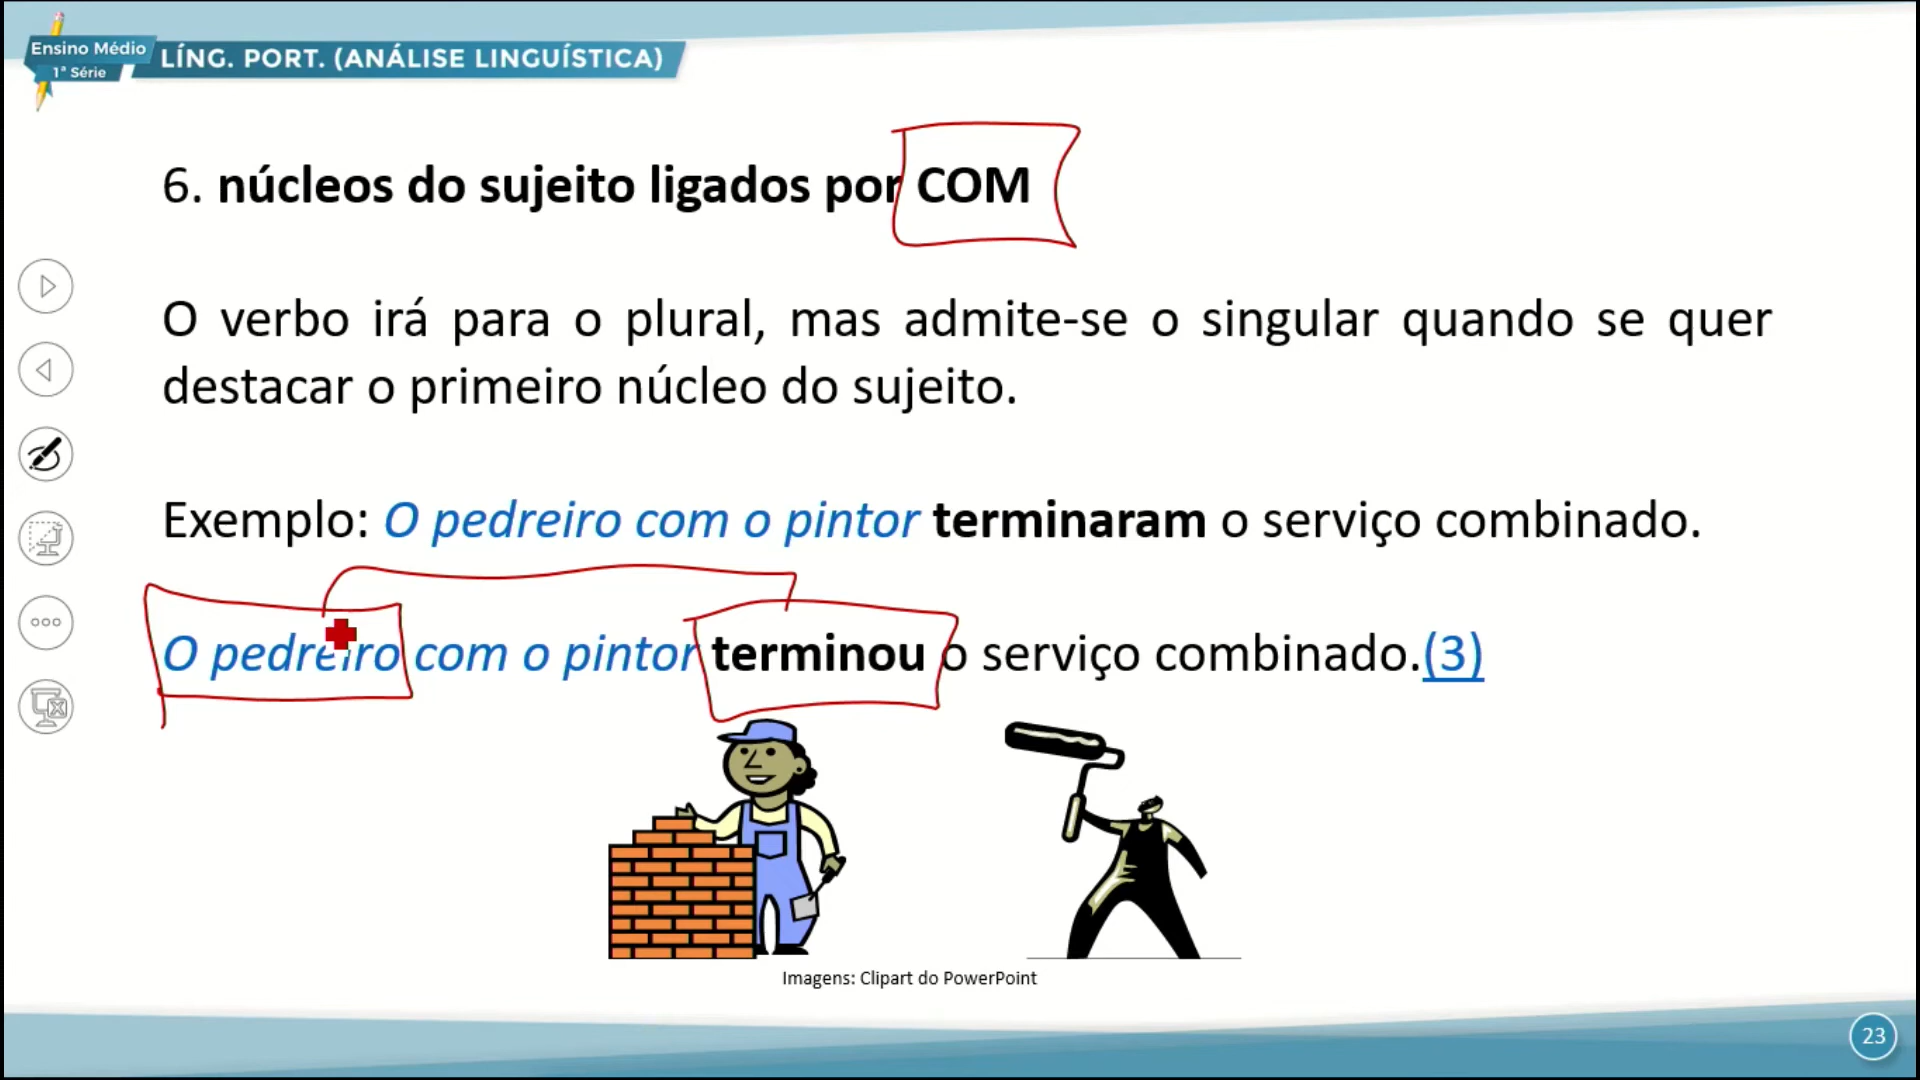 Ensino Médio
1ª Série
LÍNG. PORT. (ANÁLISE LINGUÍSTICA)
6. núcleos do sujeito ligados por COM
O verbo irá para o plural, mas admite-se o singular quando se quer
destacar o primeiro núcleo do sujeito.
Exemplo: O pedreiro com o pintor terminaram o serviço combinado.
O pedreiro com o pintor terminou o serviço combinado.(3)
Imagens: Clipart do PowerPoint
23